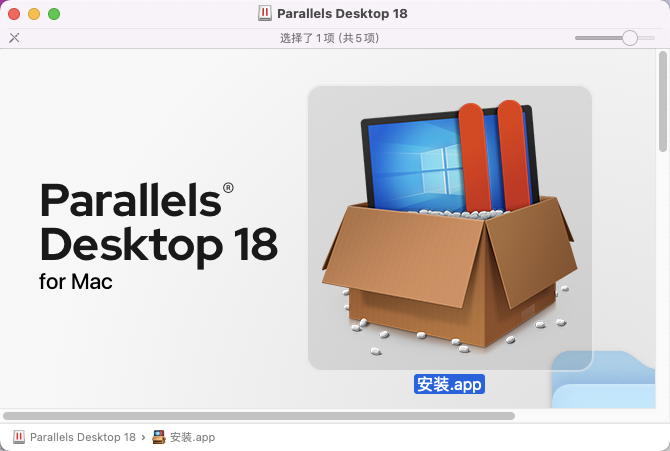 Parallels Desktop 18
选择了1项 (共5项)
Parallels®
Desktop 18
for Mac
安装.app
Parallels Desktop 18 › 安装.app